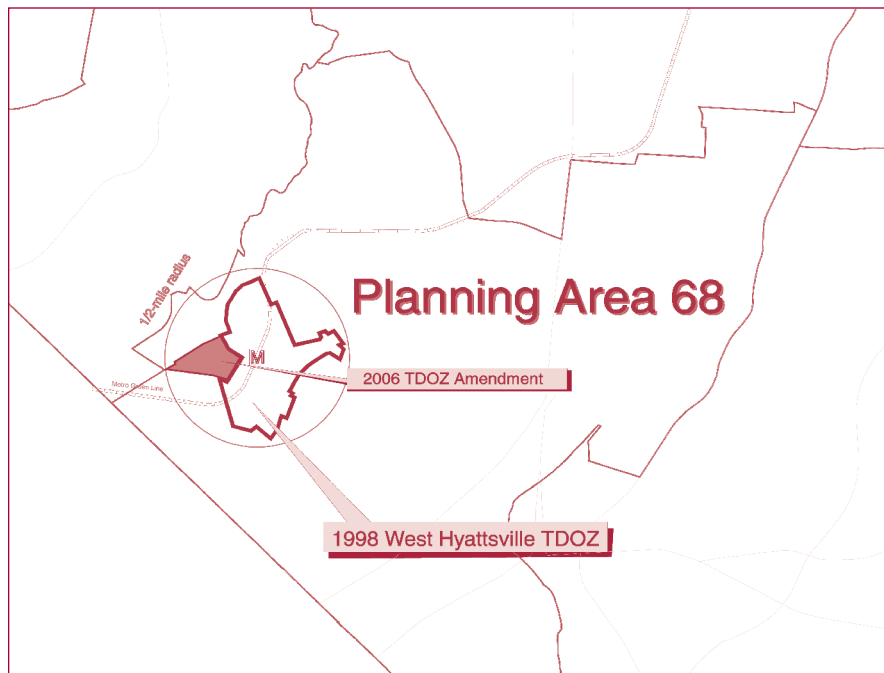 1/2-mile radius
Planning Area 68
M
2006 TDOZ Amendment
Metro Green Line
1998 West Hyattsville TDOZ